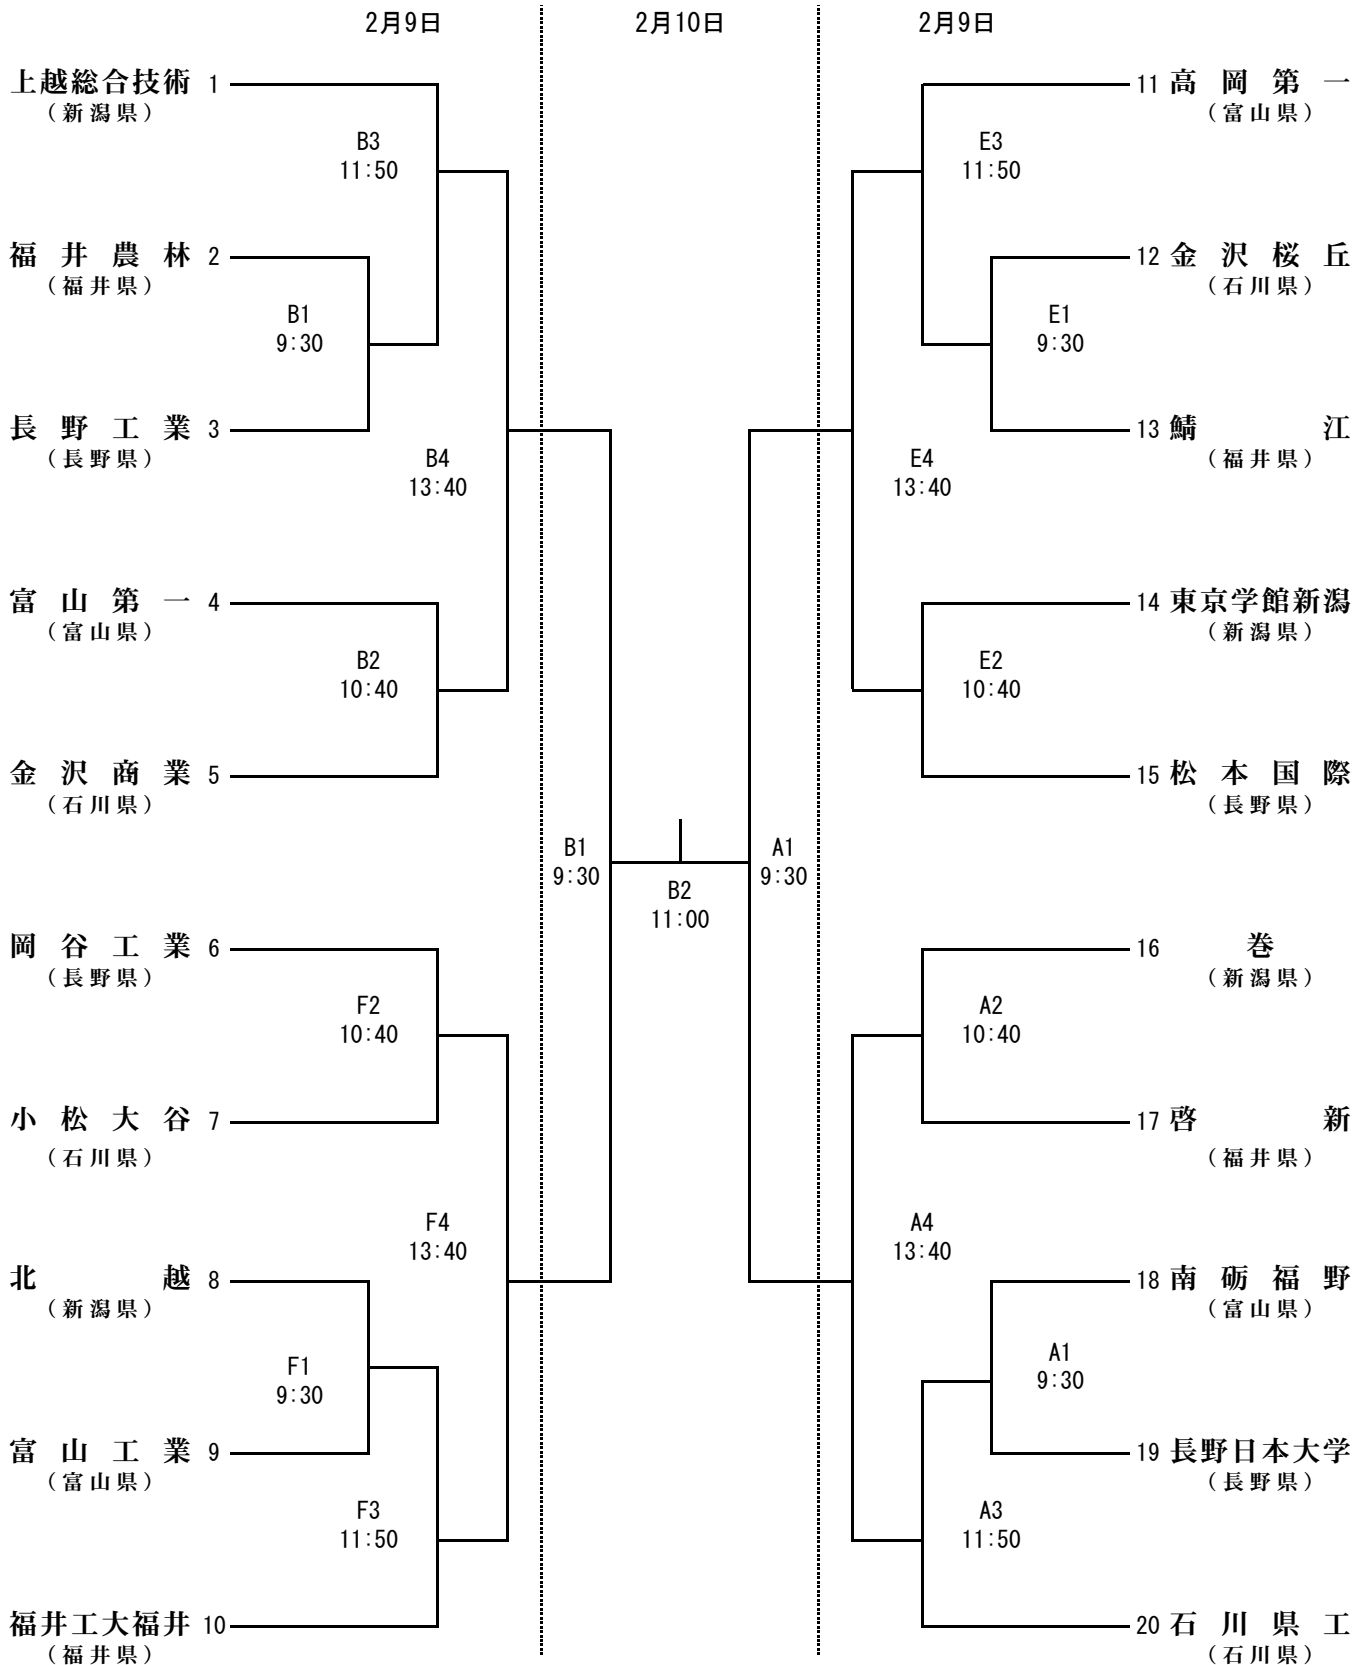 2月9日 2月10日 2月9日
上越総合技術 1
（新潟県）
B3
11:50
福井農林 2
（福井県）
B1
9:30
長野工業 3
（長野県）
B4
13:40
富山第一 4
（富山県）
B2
10:40
金沢商業 5
（石川県）
岡谷工業 6
（長野県）
F2
10:40
小松大谷 7
（石川県）
F4
13:40
北越 8
（新潟県）
F1
9:30
富山工業 9
（富山県）
F3
11:50
福井工大福井 10
（福井県）
B1
9:30
B2
11:00
A1
9:30
11 高岡第一
（富山県）
E3
11:50
12 金沢桜丘
（石川県）
E1
9:30
13 鯖江
（福井県）
E4
13:40
14 東京学館新潟
（新潟県）
E2
10:40
15 松本国際
（長野県）
16 巻
（新潟県）
A2
10:40
17 啓新
（福井県）
A4
13:40
18 南砺福野
（富山県）
A1
9:30
19 長野日本大学
（長野県）
A3
11:50
20 石川県工
（石川県）